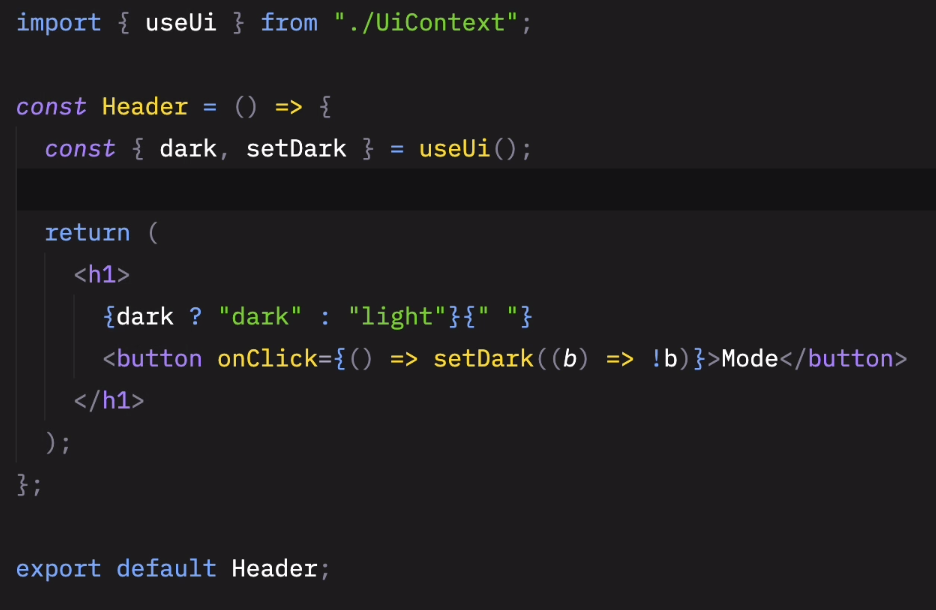 import { useUi } from "./UiContext";
const Header = () => {
const { dark, setDark } = useUi();
return (
<h1>
{dark ? "dark" : "light"}{" "}
<button onClick={() => setDark((b) => !b)}>Mode</button>
</h1>
);
};
export default Header;